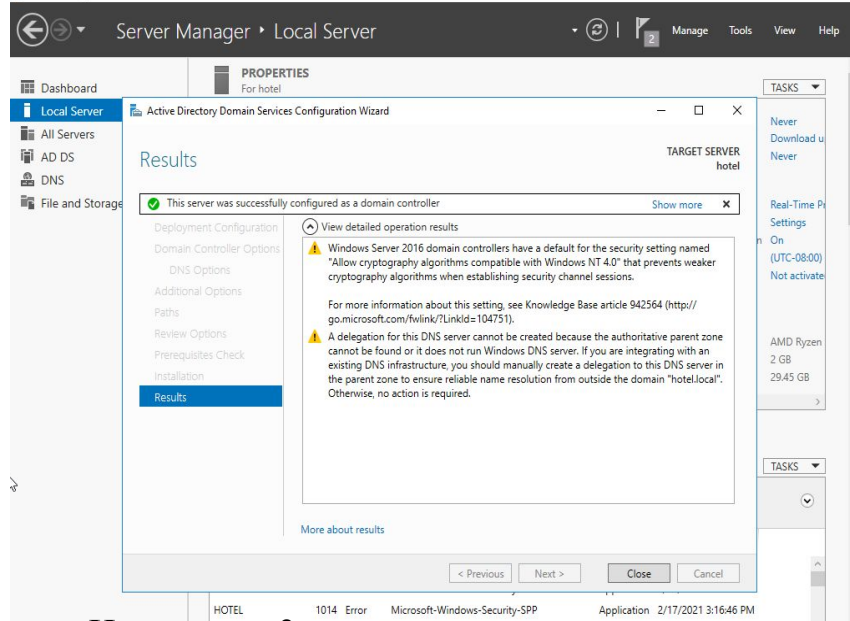 Server Manager • Local Server
2
Manage Tools View Help
Dashboard
Local Server
All Servers
AD DS
DNS
File and Storage
PROPERTIES
For hotel
TASKS
Never
Download u
Never
Real-Time Pr
Settings
n On
(UTC-08:00)
Not activate
AMD Ryzen
2 GB
29.45 GB
TASKS
Active Directory Domain Services Configuration Wizard
Results
TARGET SERVER
hotel
This server was successfully configured as a domain controller
Show more
Deployment Configuration
Domain Controller Options
DNS Options
Additional Options
Paths
Review Options
Prerequisites Check
Installation
Results
View detailed operation results
Windows Server 2016 domain controllers have a default for the security setting named
"Allow cryptography algorithms compatible with Windows NT 4.0" that prevents weaker
cryptography algorithms when establishing security channel sessions.
For more information about this setting, see Knowledge Base article 942564 (http://
go.microsoft.com/fwlink/?LinkId=104751).
A delegation for this DNS server cannot be created because the authoritative parent zone
cannot be found or it does not run Windows DNS server. If you are integrating with an
existing DNS infrastructure, you should manually create a delegation to this DNS server in
the parent zone to ensure reliable name resolution from outside the domain "hotel.local".
Otherwise, no action is required.
More about results
< Previous Next > Close Cancel
HOTEL 1014 Error Microsoft-Windows-Security-SPP Application 2/17/2021 3:16:46 PM